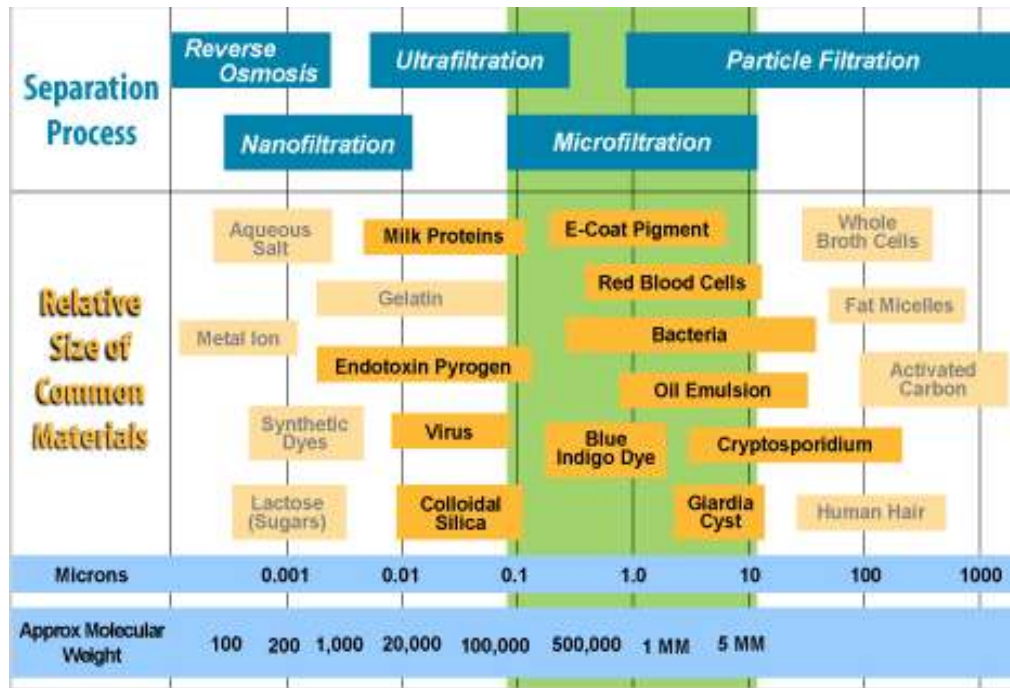 Separation
Process
Reverse
Osmosis
Ultrafiltration
Particle Filtration
Nanofiltration
Microfiltration
Relative
Size of
Common
Materials
Aqueous
Salt
Milk Proteins
E-Coat Pigment
Whole
Broth Cells
Gelatin
Red Blood Cells
Fat Micelles
Metal Ion
Bacteria
Endotoxin Pyrogen
Oil Emulsion
Activated
Carbon
Synthetic
Dyes
Virus
Blue
Indigo Dye
Cryptosporidium
Lactose
(Sugars)
Colloidal
Silica
Giardia
Cyst
Human Hair
Microns 0.001 0.01 0.1 1.0 10 100 1000
Approx Molecular
Weight
100 200 1,000 20,000 100,000 500,000 1 MM 5 MM